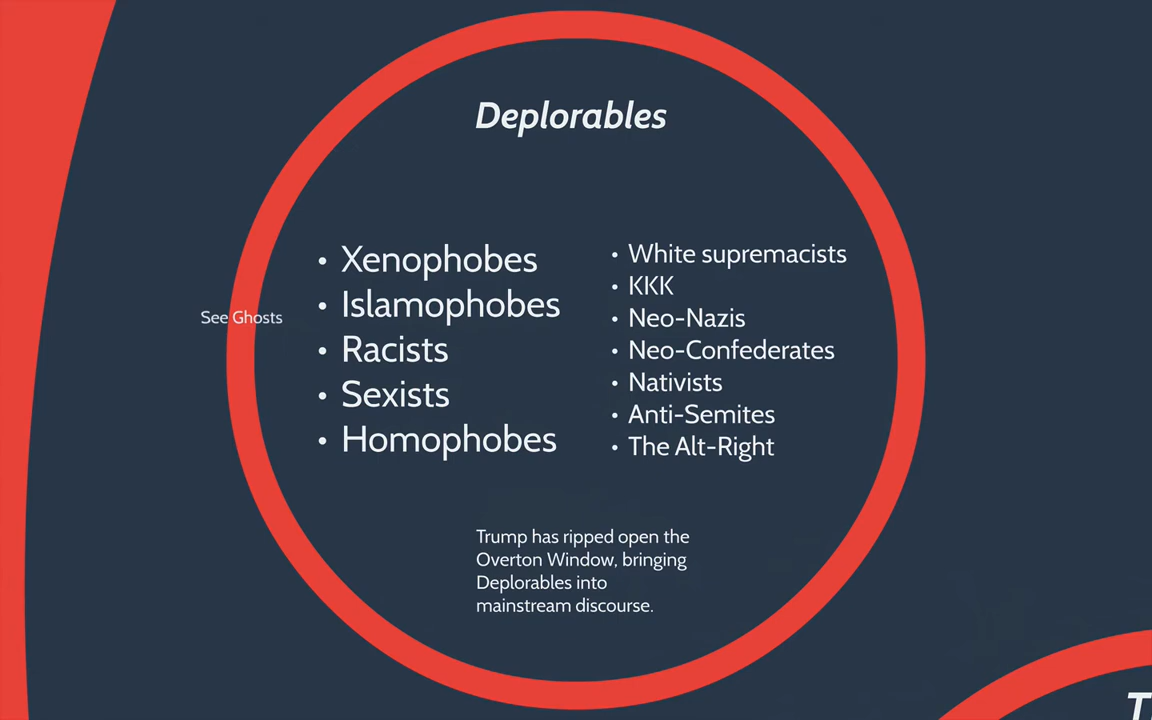 Deplorables
See Ghosts
• Xenophobes
• Islamophobes
• Racists
• Sexists
• Homophobes
• White supremacists
• KKK
• Neo-Nazis
• Neo-Confederates
• Nativists
• Anti-Semites
• The Alt-Right
Trump has ripped open the
Overton Window, bringing
Deplorables into
mainstream discourse.